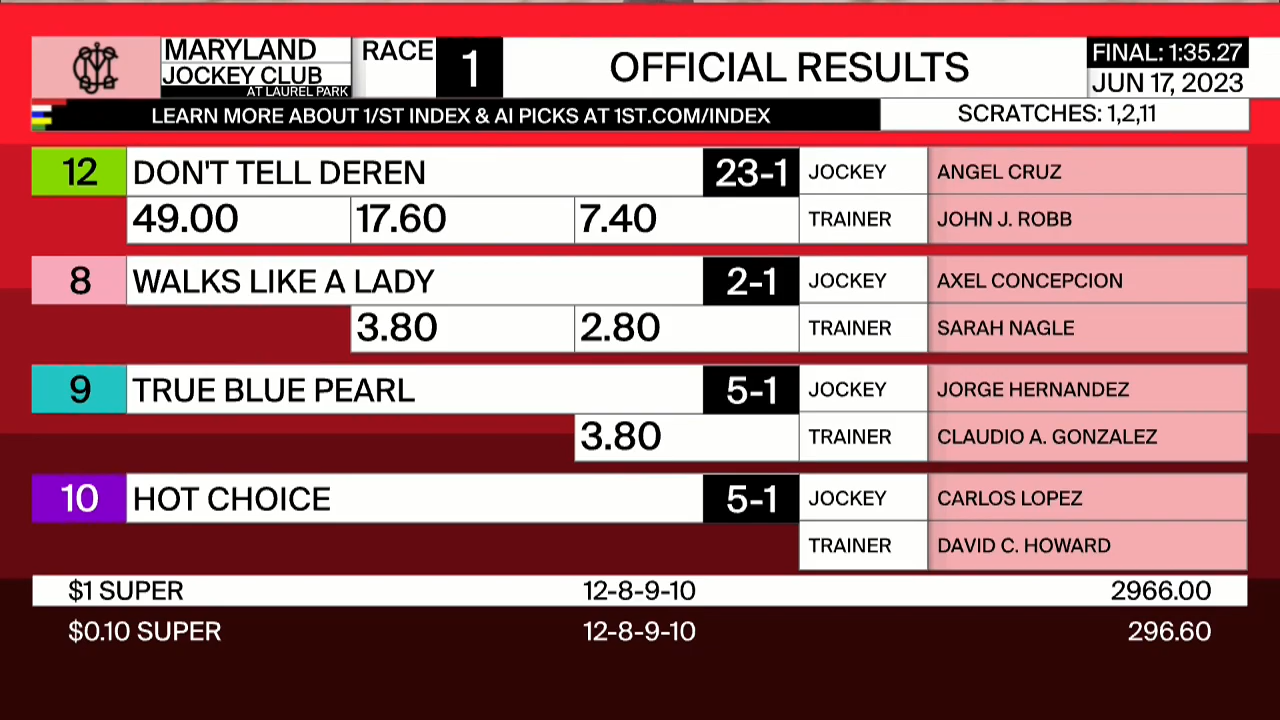 MARYLAND
JOCKEY CLUB
AT LAUREL PARK
RACE 1
OFFICIAL RESULTS
FINAL: 1:35.27
JUN 17, 2023
LEARN MORE ABOUT 1/ST INDEX & AI PICKS AT 1ST.COM/INDEX
SCRATCHES: 1,2,11
12 DON'T TELL DEREN 23-1 JOCKEY ANGEL CRUZ
49.00 17.60 7.40 TRAINER JOHN J. ROBB
8 WALKS LIKE A LADY 2-1 JOCKEY AXEL CONCEPCION
3.80 2.80 TRAINER SARAH NAGLE
9 TRUE BLUE PEARL 5-1 JOCKEY JORGE HERNANDEZ
3.80 TRAINER CLAUDIO A. GONZALEZ
10 HOT CHOICE 5-1 JOCKEY CARLOS LOPEZ
TRAINER DAVID C. HOWARD
$1 SUPER 12-8-9-10 2966.00
$0.10 SUPER 12-8-9-10 296.60